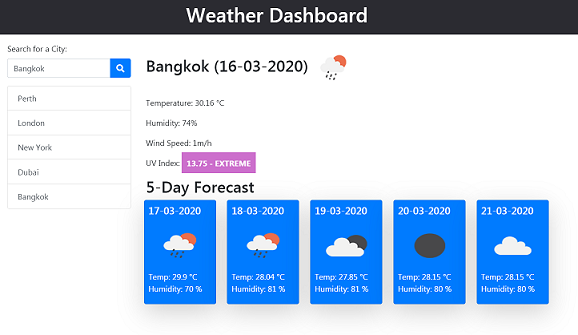 Weather Dashboard
Search for a City:
Bangkok
Perth
London
New York
Dubai
Bangkok
Bangkok (16-03-2020)
Temperature: 30.16 °C
Humidity: 74%
Wind Speed: 1m/h
UV Index: 13.75 - EXTREME
5-Day Forecast
17-03-2020
Temp: 29.9 °C
Humidity: 70 %
18-03-2020
Temp: 28.04 °C
Humidity: 81 %
19-03-2020
Temp: 27.85 °C
Humidity: 81 %
20-03-2020
Temp: 28.15 °C
Humidity: 80 %
21-03-2020
Temp: 28.15 °C
Humidity: 80 %